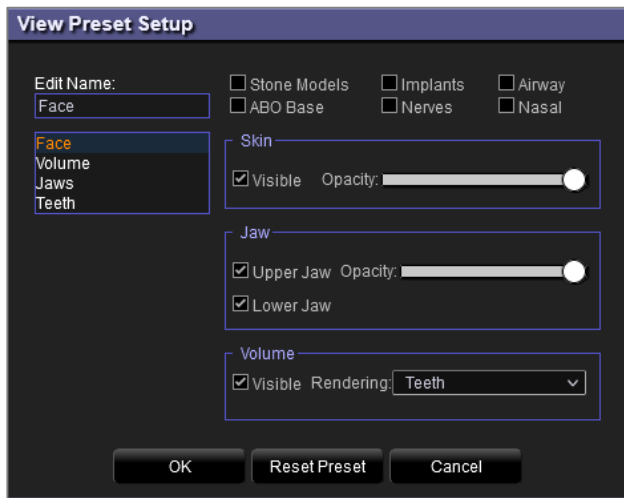 View Preset Setup
Edit Name:
Face
Stone Models
Implants
Airway
ABO Base
Nerves
Nasal
Face
Volume
Jaws
Teeth
Skin
Visible Opacity:
Jaw
Upper Jaw Opacity:
Lower Jaw
Volume
Visible Rendering: Teeth
OK
Reset Preset
Cancel